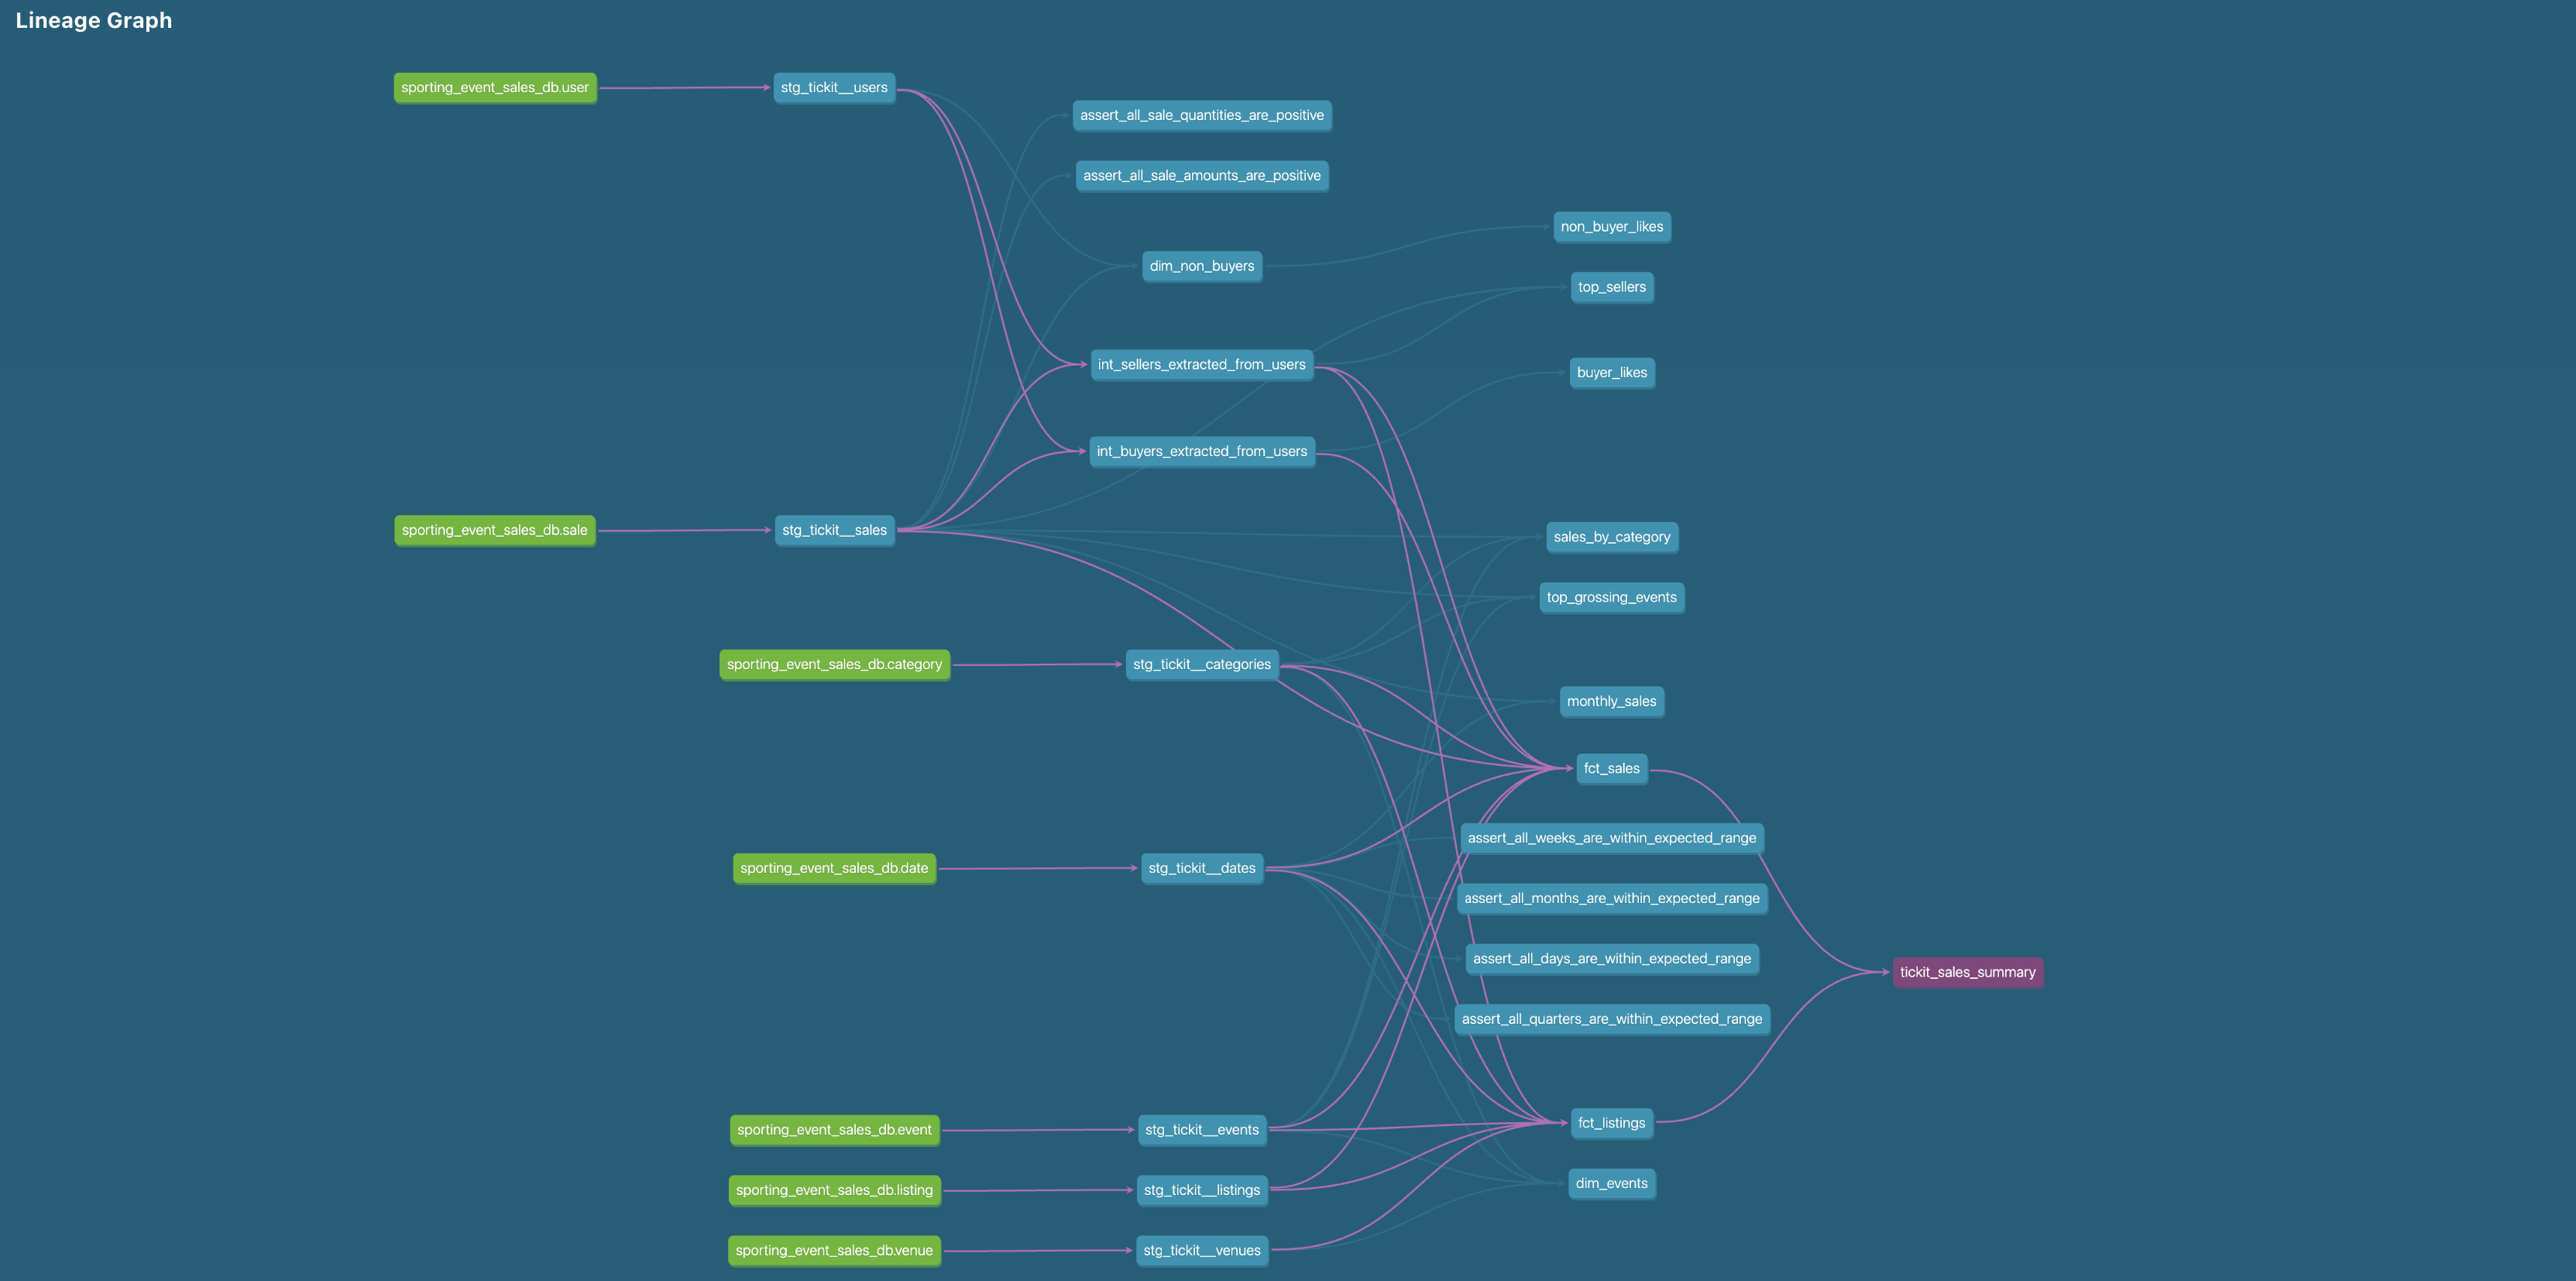 Lineage Graph
sporting_event_sales_db.user
stg_tickit__users
assert_all_sale_quantities_are_positive
assert_all_sale_amounts_are_positive
non_buyer_likes
dim_non_buyers
top_sellers
int_sellers_extracted_from_users
buyer_likes
int_buyers_extracted_from_users
sporting_event_sales_db.sale
stg_tickit__sales
sales_by_category
top_grossing_events
sporting_event_sales_db.category
stg_tickit__categories
monthly_sales
fct_sales
assert_all_weeks_are_within_expected_range
sporting_event_sales_db.date
stg_tickit__dates
assert_all_months_are_within_expected_range
assert_all_days_are_within_expected_range
tickit_sales_summary
assert_all_quarters_are_within_expected_range
sporting_event_sales_db.event
stg_tickit__events
fct_listings
sporting_event_sales_db.listing
stg_tickit__listings
dim_events
sporting_event_sales_db.venue
stg_tickit__venues